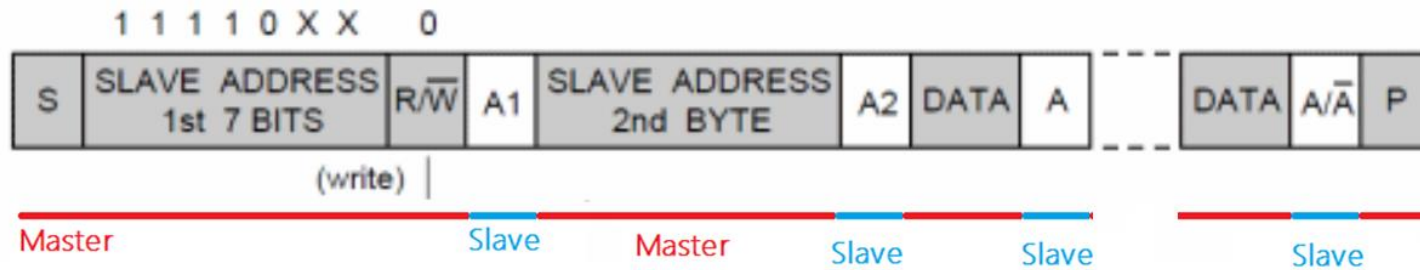 1 1 1 1 0 X X 0
S SLAVE ADDRESS 1st 7 BITS R/W̅ A1 SLAVE ADDRESS 2nd BYTE A2 DATA A DATA A/A̅ P
(write)
Master Slave Master Slave Slave Slave